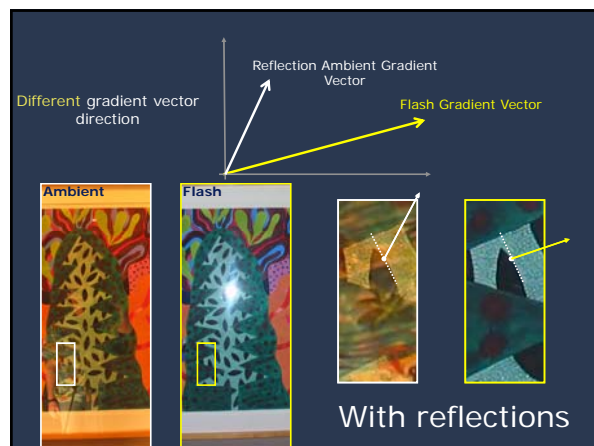 Reflection Ambient Gradient
Vector
Different gradient vector
direction
Flash Gradient Vector
Ambient
Flash
With reflections